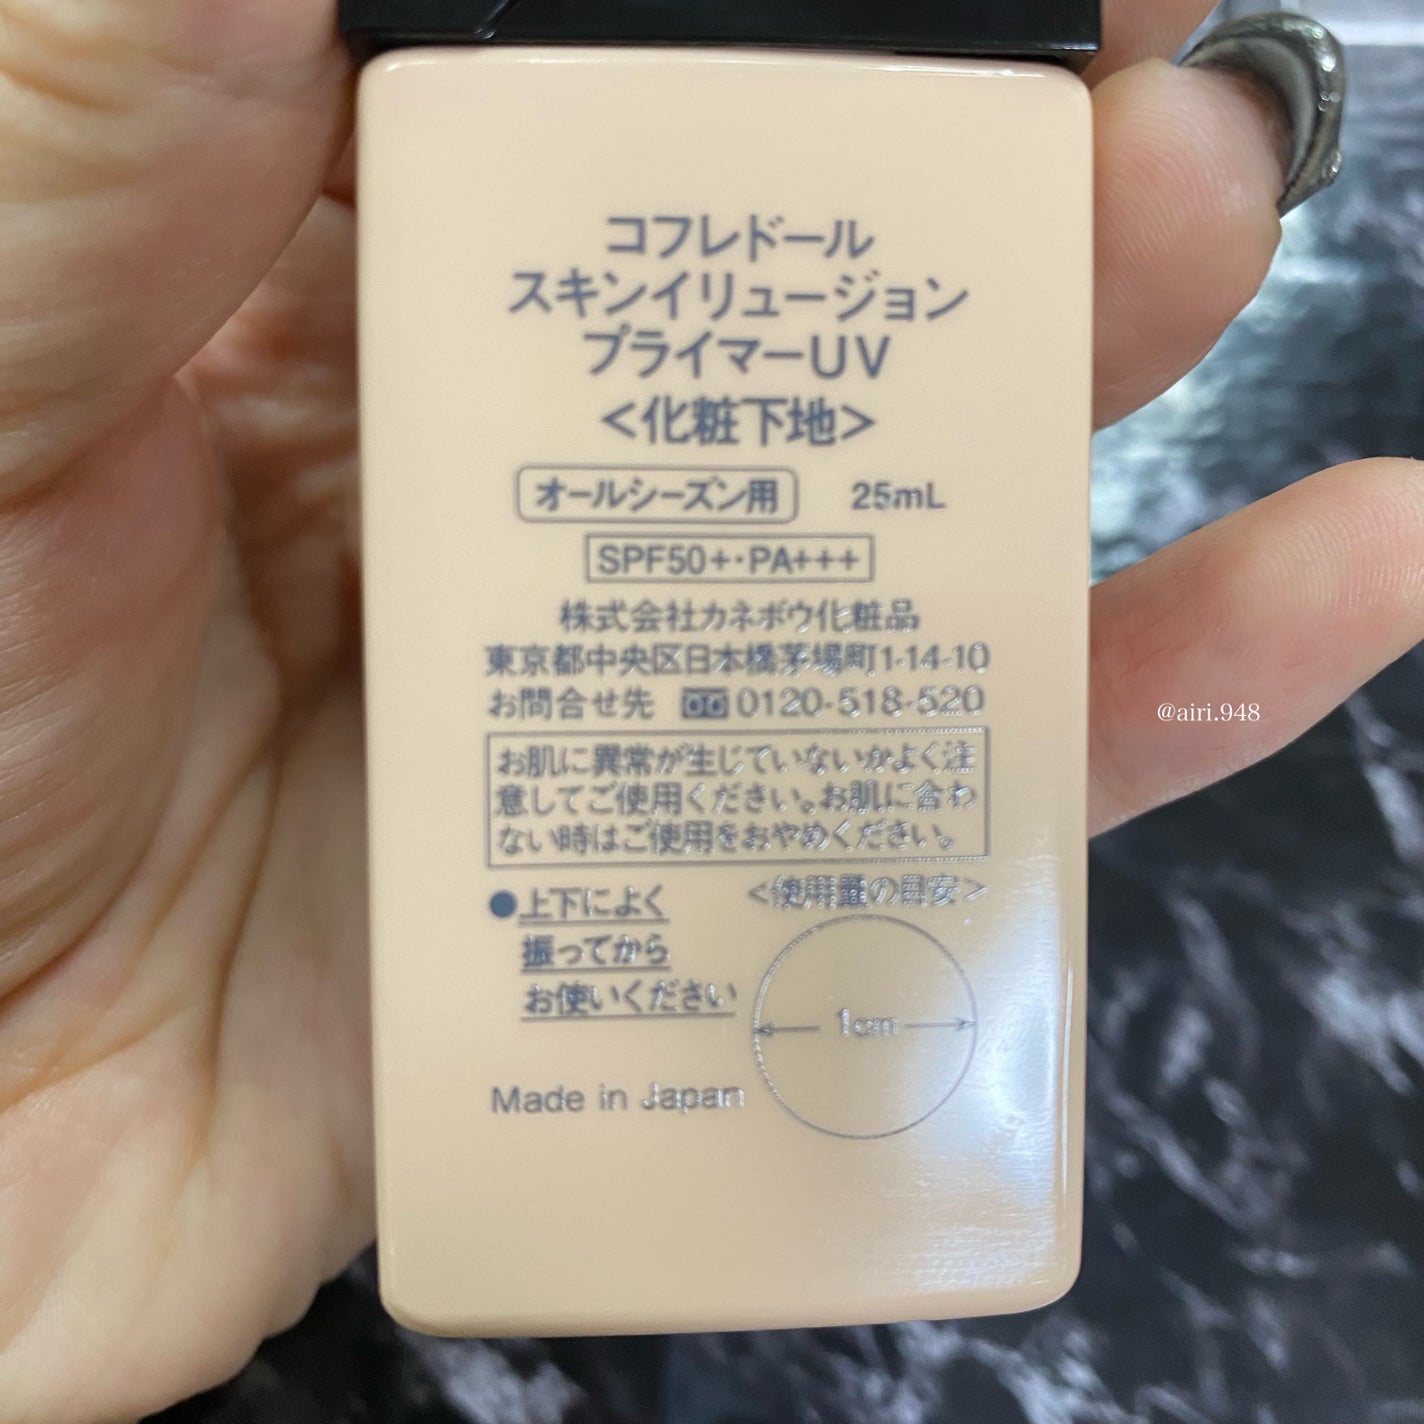 コフレドール
スキンイリュージョン
プライマーUV
<化粧下地>
オールシーズン用 25mL
SPF50+・PA+++
株式会社カネボウ化粧品
東京都中央区日本橋茅場町1-14-10
お問合せ先 0120-518-520
お肌に異常が生じていないかよく注
意してご使用ください。お肌に合わ
ない時はご使用をおやめください。
●上下によく
振ってから
お使いください
<使用量の目安>
1cm
Made in Japan
@airi.948